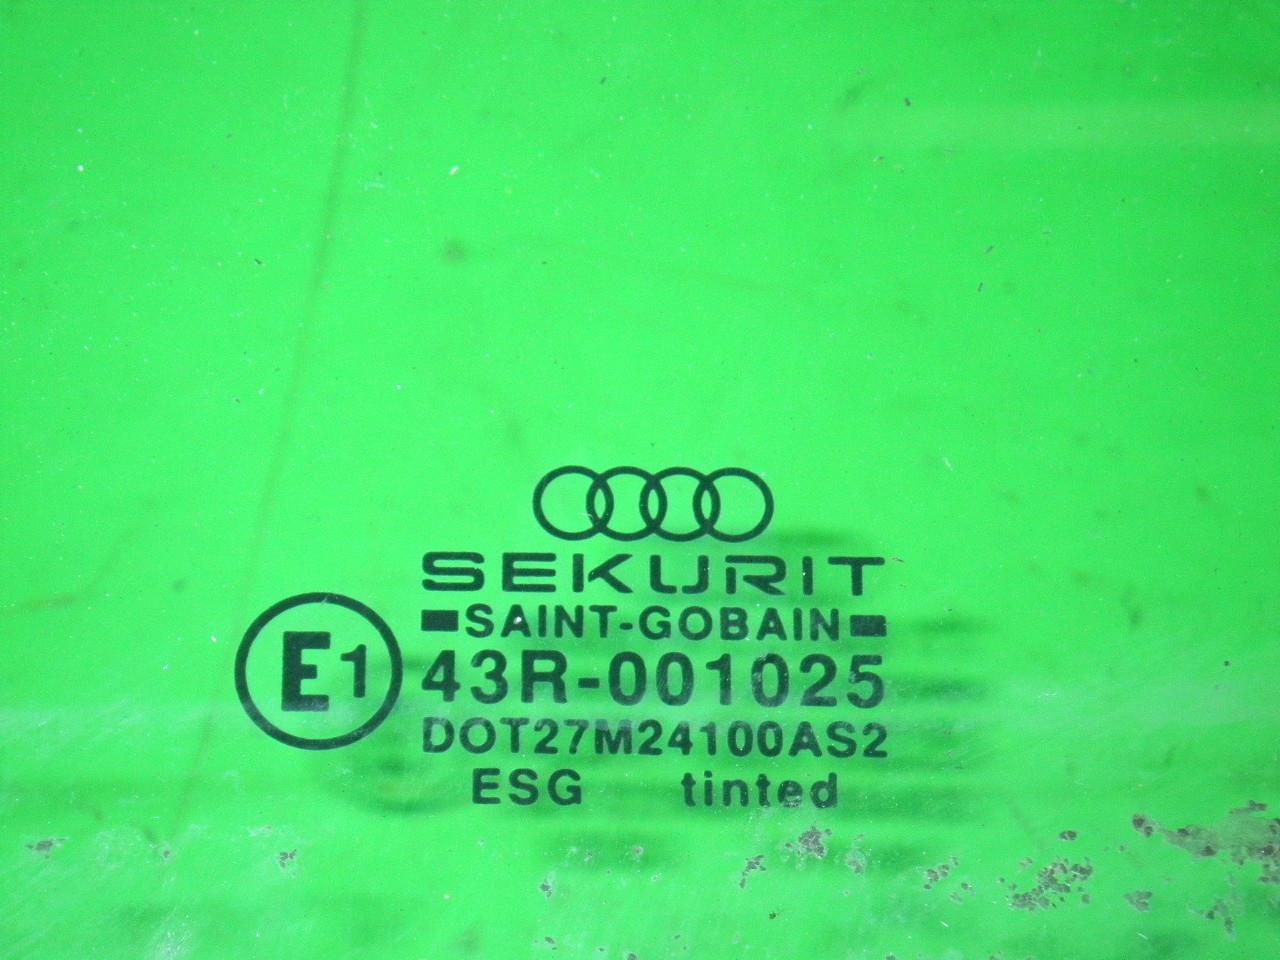 SEKURIT
SAINT-GOBAIN
E1
43R-001025
DOT27M24100AS2
ESG tinted